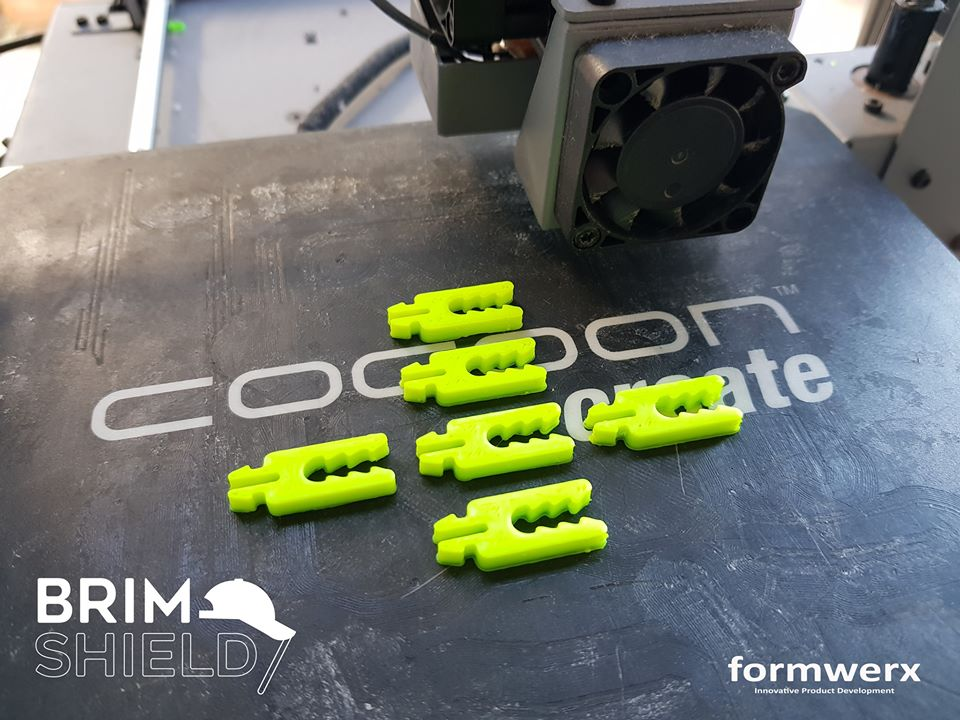 cocoon™
create
BRIM
SHIELD
formwerx
Innovative Product Development